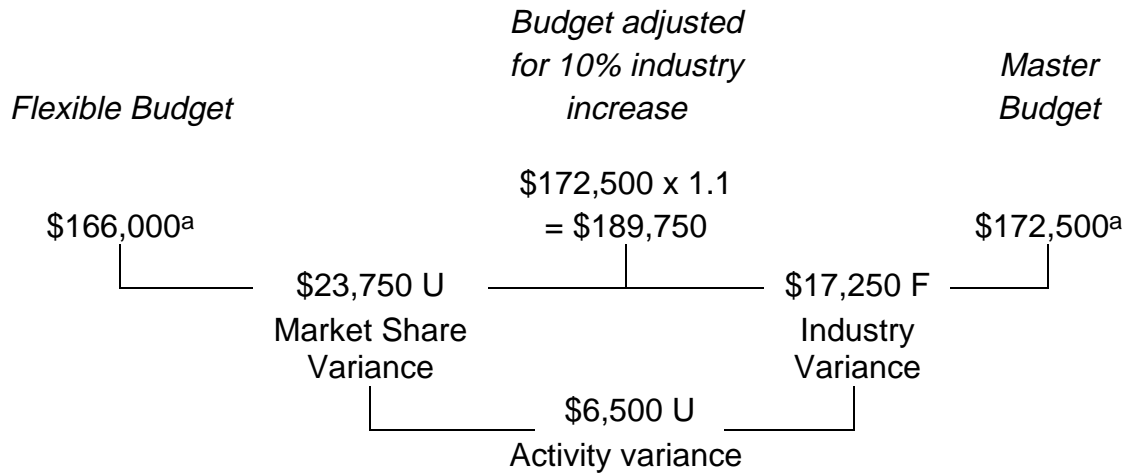 Flexible Budget
Budget adjusted
for 10% industry
increase
Master
Budget
$166,000ᵃ
$172,500 x 1.1
= $189,750
$172,500ᵃ
$23,750 U
Market Share
Variance
$17,250 F
Industry
Variance
$6,500 U
Activity variance